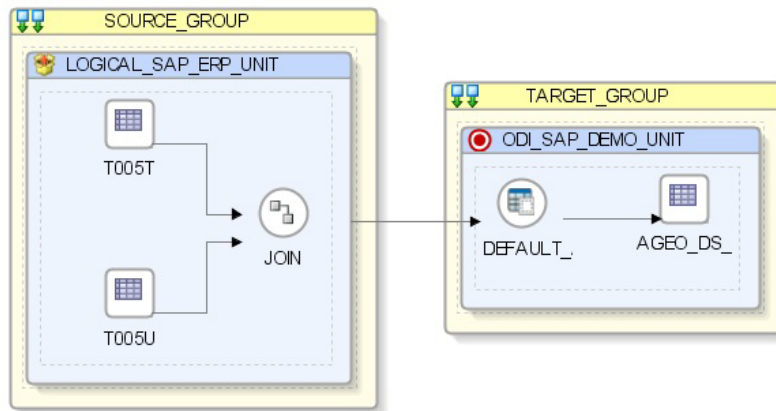 SOURCE_GROUP
LOGICAL_SAP_ERP_UNIT
T005T
JOIN
T005U
TARGET_GROUP
ODI_SAP_DEMO_UNIT
DEFAULT_.
AGEO_DS_